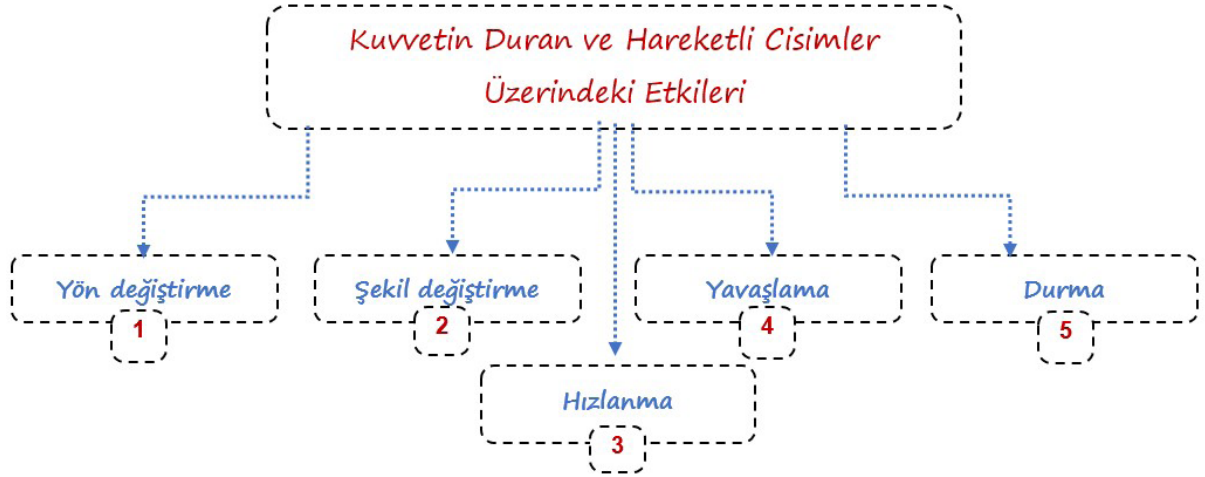 Kuvvetin Duran ve Hareketli Cisimler
Üzerindeki Etkileri
Yön değiştirme
1
Şekil değiştirme
2
Yavaşlama
4
Durma
5
Hızlanma
3